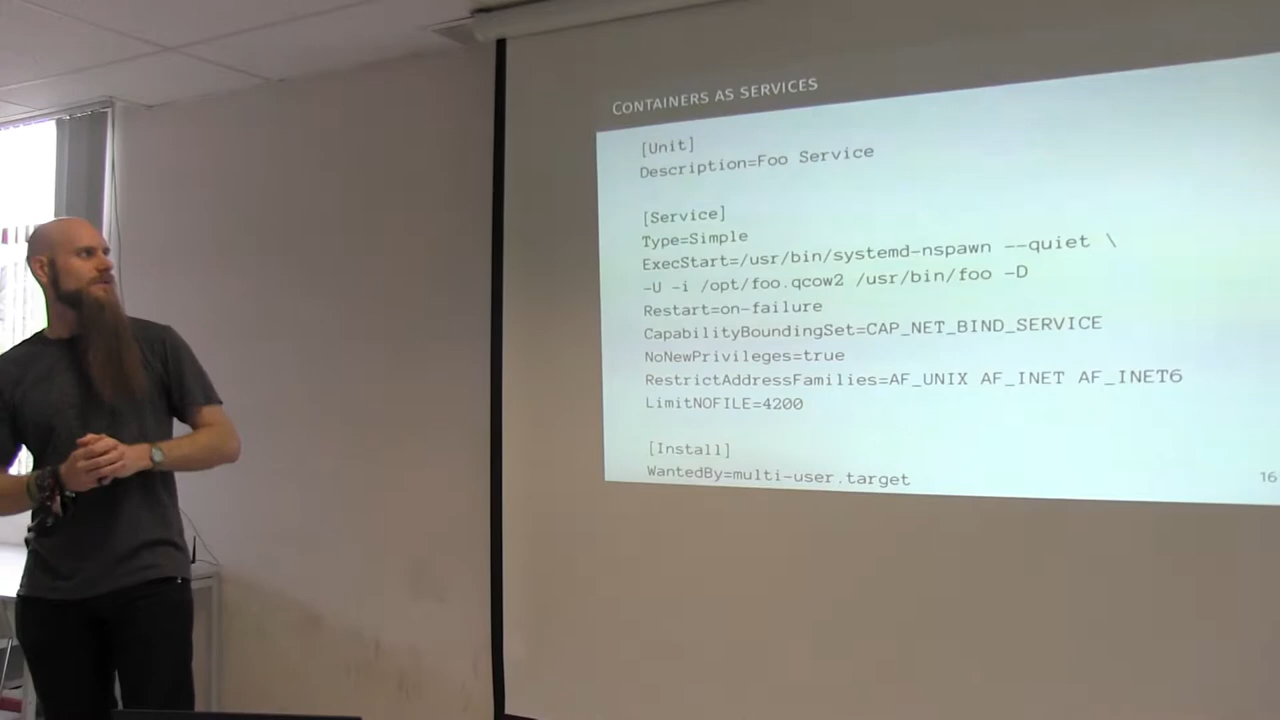 CONTAINERS AS SERVICES
[Unit]
Description=Foo Service
[Service]
Type=Simple
ExecStart=/usr/bin/systemd-nspawn --quiet \
-U -i /opt/foo.qcow2 /usr/bin/foo -D
Restart=on-failure
CapabilityBoundingSet=CAP_NET_BIND_SERVICE
NoNewPrivileges=true
RestrictAddressFamilies=AF_UNIX AF_INET AF_INET6
LimitNOFILE=4200
[Install]
WantedBy=multi-user.target
16